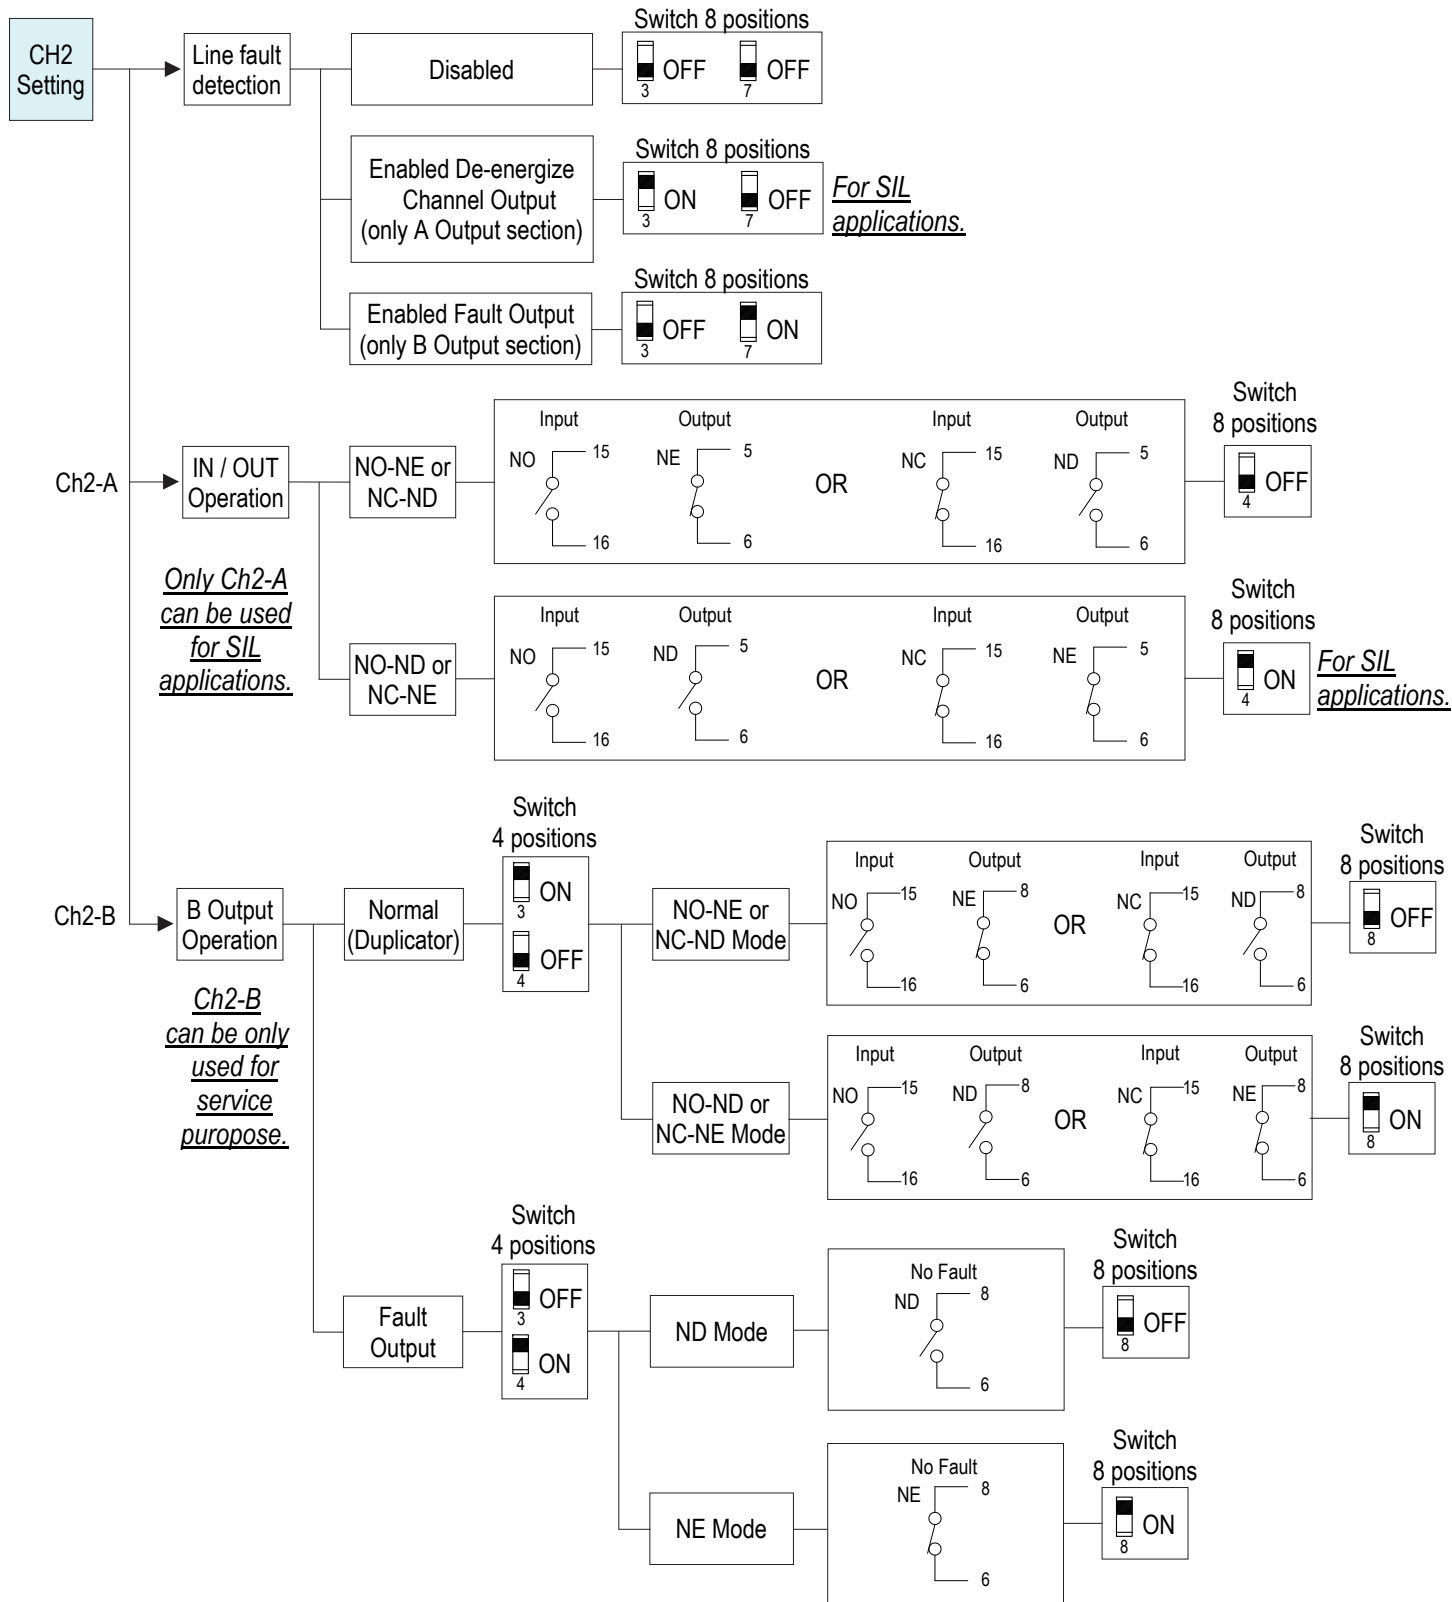 CH2
Setting
Line fault
detection
Disabled
Switch 8 positions
OFF
3
OFF
7
Enabled De-energize
Channel Output
(only A Output section)
Switch 8 positions
ON
3
OFF
7
For SIL
applications.
Enabled Fault Output
(only B Output section)
Switch 8 positions
OFF
3
ON
7
Ch2-A
IN / OUT
Operation
Only Ch2-A
can be used
for SIL
applications.
NO-NE or
NC-ND
Input
NO
15
16
Output
NE
5
6
OR
Input
NC
15
16
Output
ND
5
6
Switch
8 positions
OFF
4
NO-ND or
NC-NE
Input
NO
15
16
Output
ND
5
6
OR
Input
NC
15
16
Output
NE
5
6
Switch
8 positions
ON
4
For SIL
applications.
Ch2-B
B Output
Operation
Ch2-B
can be only
used for
service
puropose.
Normal
(Duplicator)
Switch
4 positions
ON
3
OFF
4
NO-NE or
NC-ND Mode
Input
NO
15
16
Output
NE
8
6
OR
Input
NC
15
16
Output
ND
8
6
Switch
8 positions
OFF
8
NO-ND or
NC-NE Mode
Input
NO
15
16
Output
ND
8
6
OR
Input
NC
15
16
Output
NE
8
6
Switch
8 positions
ON
8
Fault
Output
Switch
4 positions
OFF
3
ON
4
ND Mode
No Fault
ND
8
6
Switch
8 positions
OFF
8
NE Mode
No Fault
NE
8
6
Switch
8 positions
ON
8